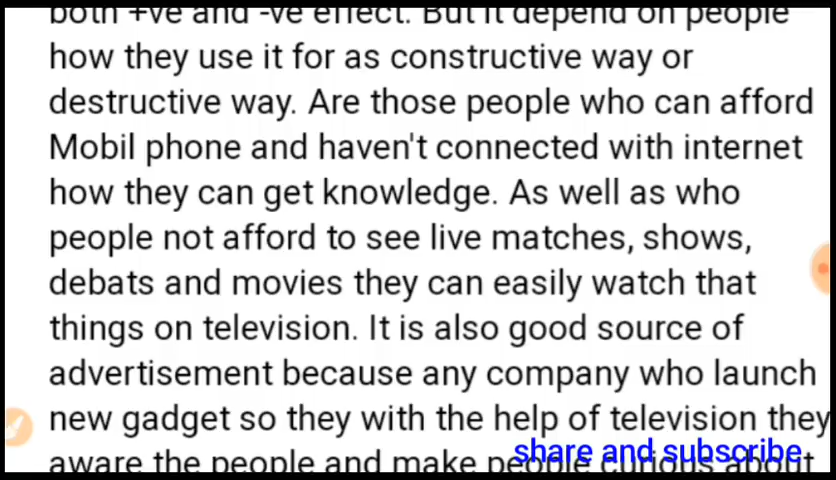 both +ve and -ve effect. But it depend on people
how they use it for as constructive way or
destructive way. Are those people who can afford
Mobil phone and haven't connected with internet
how they can get knowledge. As well as who
people not afford to see live matches, shows,
debats and movies they can easily watch that
things on television. It is also good source of
advertisement because any company who launch
new gadget so they with the help of television they
share and subscribe
aware the people and make people curious about